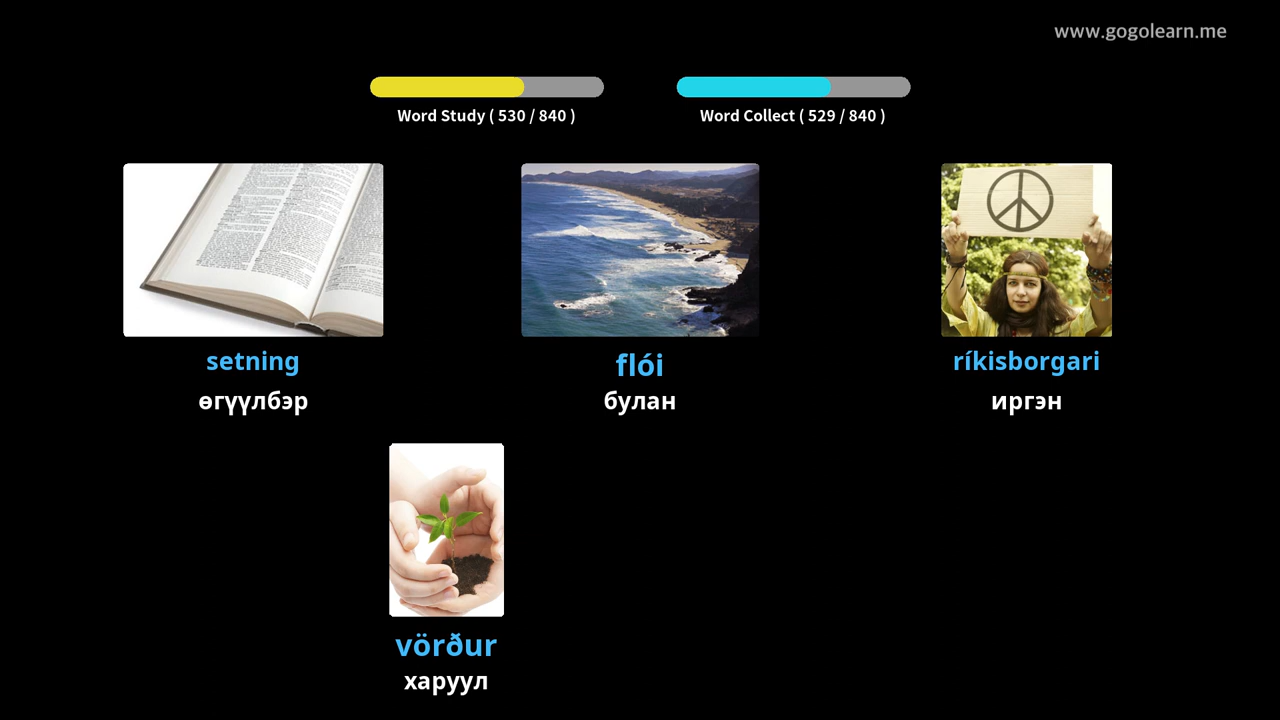 www.gogolearn.me
Word Study ( 530 / 840 )
Word Collect ( 529 / 840 )
setning
өгүүлбэр
flói
булан
ríkisborgari
иргэн
vörður
харуул